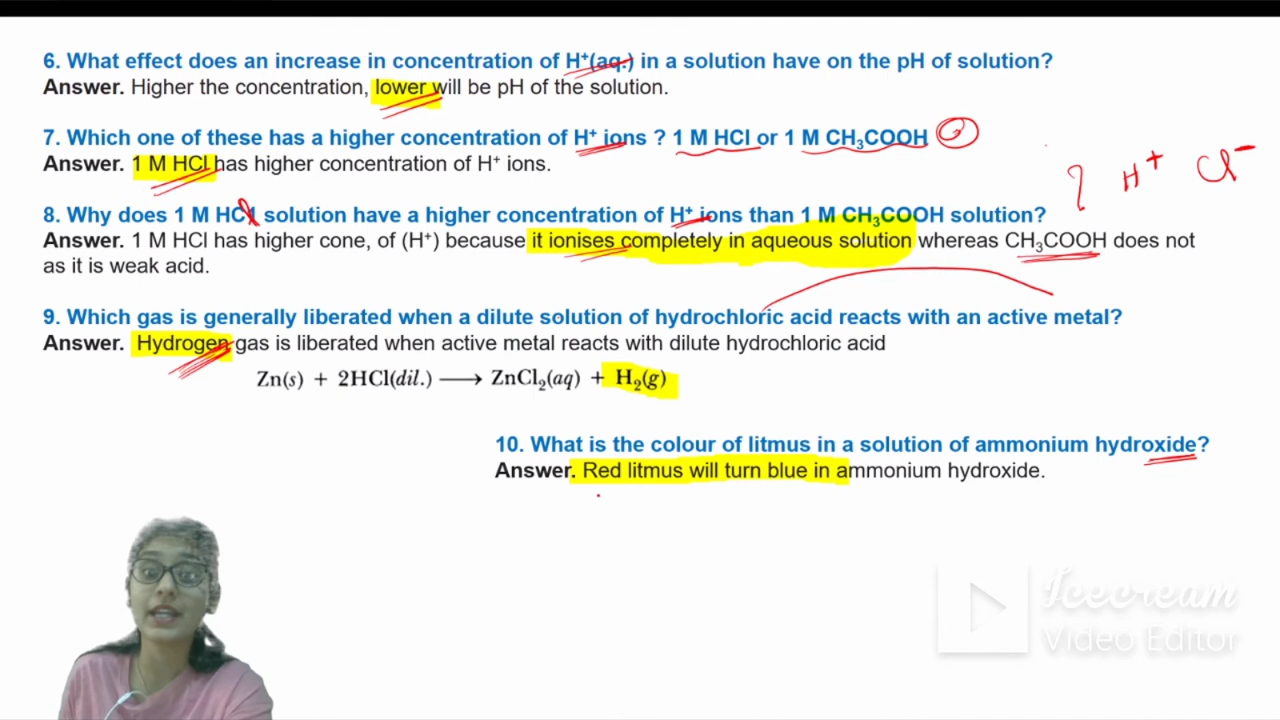 6. What effect does an increase in concentration of H⁺(aq.) in a solution have on the pH of solution?
Answer. Higher the concentration, lower will be pH of the solution.
7. Which one of these has a higher concentration of H⁺ ions ? 1 M HCl or 1 M CH₃COOH
Answer. 1 M HCl has higher concentration of H⁺ ions.
H⁺ Cl⁻
8. Why does 1 M HCl solution have a higher concentration of H⁺ ions than 1 M CH₃COOH solution?
Answer. 1 M HCl has higher cone, of (H⁺) because it ionises completely in aqueous solution whereas CH₃COOH does not
as it is weak acid.
9. Which gas is generally liberated when a dilute solution of hydrochloric acid reacts with an active metal?
Answer. Hydrogen gas is liberated when active metal reacts with dilute hydrochloric acid
Zn(s) + 2HCl(dil.) ⟶ ZnCl₂(aq) + H₂(g)
10. What is the colour of litmus in a solution of ammonium hydroxide?
Answer. Red litmus will turn blue in ammonium hydroxide.
Icecream
Video Editor